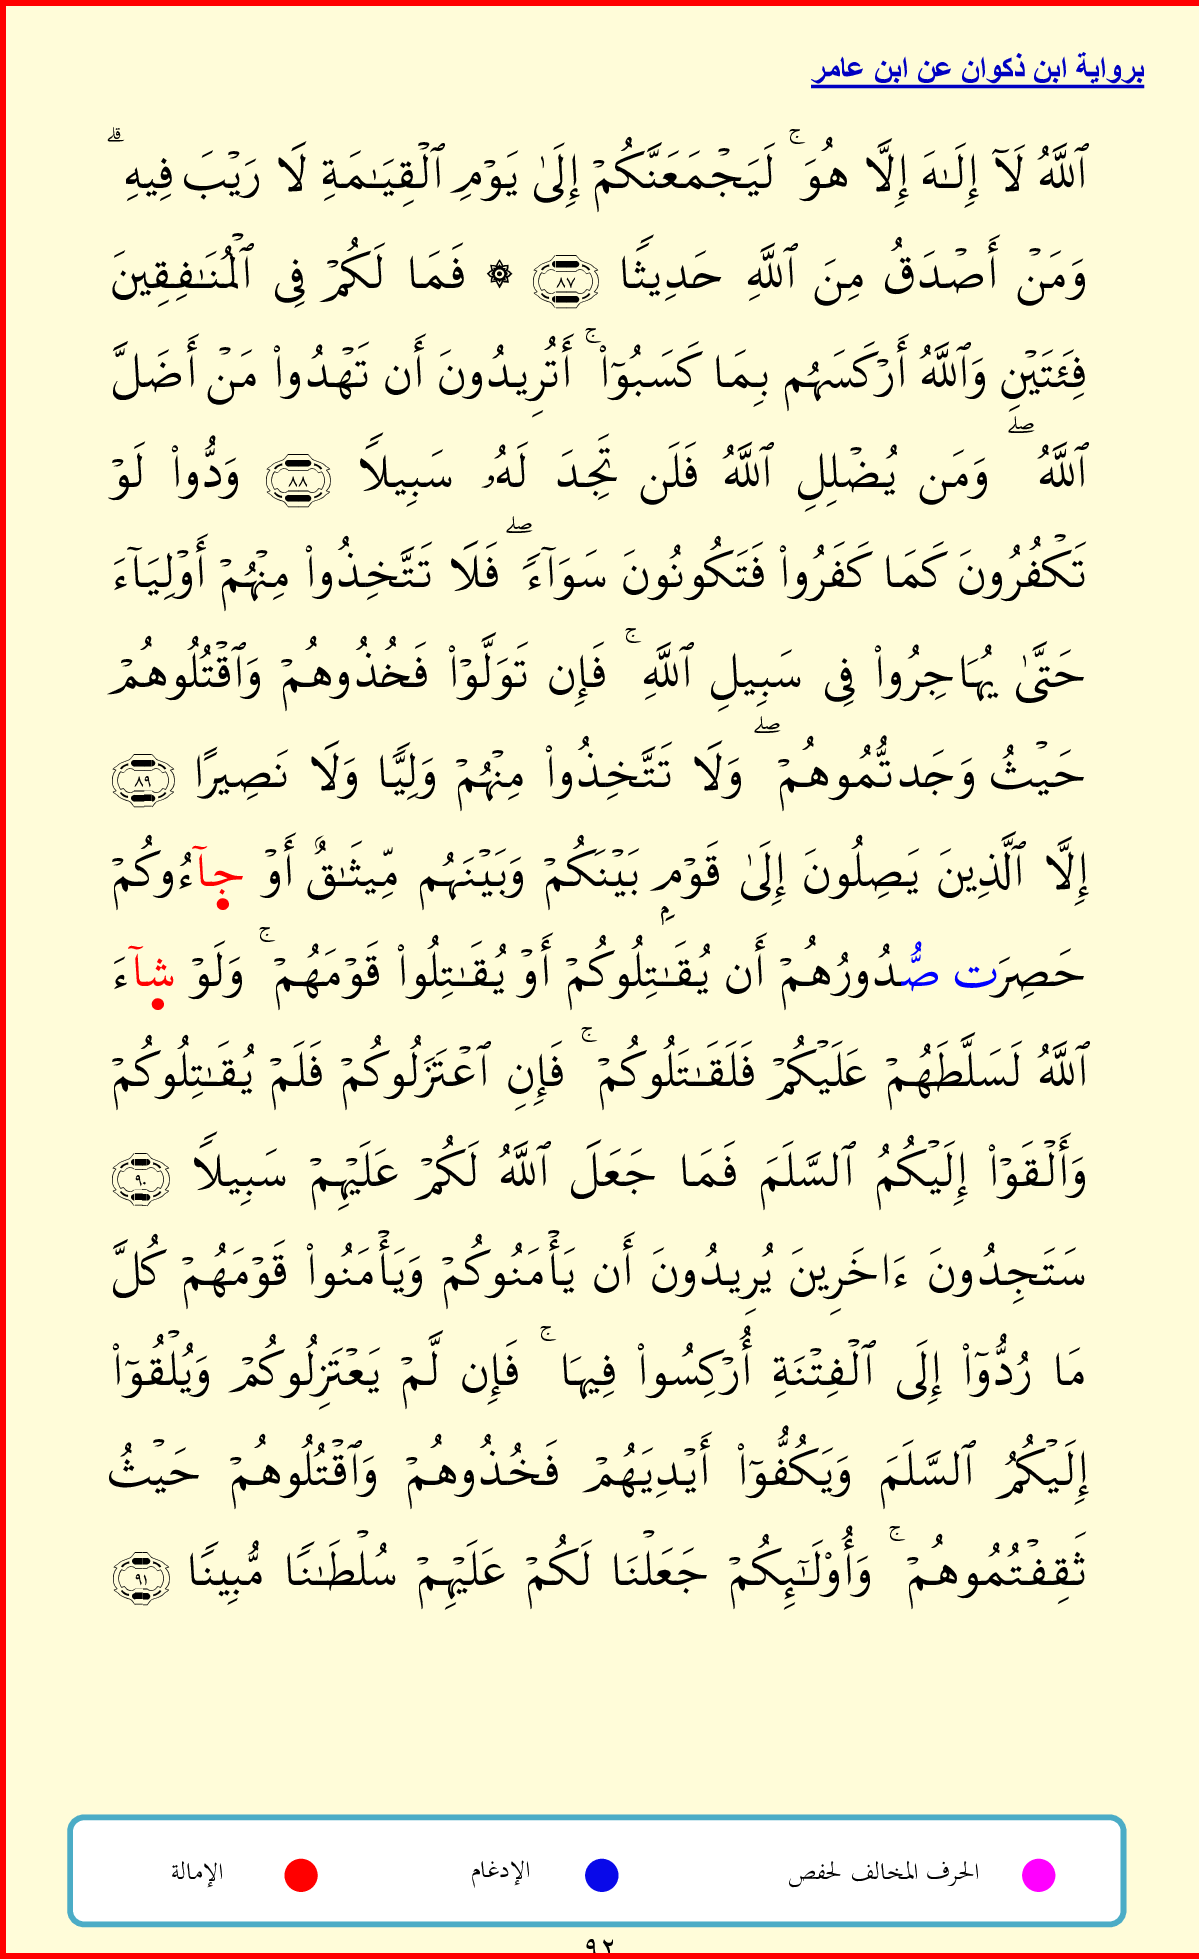 برواية ابن ذكوان عن ابن عامر
ٱللَّهُ لَآ إِلَـٰهَ إِلَّا هُوَ ۚ لَيَجۡمَعَنَّكُمۡ إِلَىٰ يَوۡمِ ٱلۡقِيَـٰمَةِ لَا رَيۡبَ فِيهِ ۗ
وَمَنۡ أَصۡدَقُ مِنَ ٱللَّهِ حَدِيثًا ٨٧ ۞ فَمَا لَكُمۡ فِى ٱلۡمُنَـٰفِقِينَ
فِئَتَيۡنِ وَٱللَّهُ أَرۡكَسَهُم بِمَا كَسَبُوٓا۟ ۚ أَتُرِيدُونَ أَن تَهۡدُوا۟ مَنۡ أَضَلَّ
ٱللَّهُ ۖ وَمَن يُضۡلِلِ ٱللَّهُ فَلَن تَجِدَ لَهُۥ سَبِيلًا ٨٨ وَدُّوا۟ لَوۡ
تَكۡفُرُونَ كَمَا كَفَرُوا۟ فَتَكُونُونَ سَوَآءً ۖ فَلَا تَتَّخِذُوا۟ مِنۡهُمۡ أَوۡلِيَآءَ
حَتَّىٰ يُهَاجِرُوا۟ فِى سَبِيلِ ٱللَّهِ ۚ فَإِن تَوَلَّوۡا۟ فَخُذُوهُمۡ وَٱقۡتُلُوهُمۡ
حَيۡثُ وَجَدتُّمُوهُمۡ ۖ وَلَا تَتَّخِذُوا۟ مِنۡهُمۡ وَلِيًّا وَلَا نَصِيرًا ٨٩
إِلَّا ٱلَّذِينَ يَصِلُونَ إِلَىٰ قَوۡمِۭ بَيۡنَكُمۡ وَبَيۡنَهُم مِّيثَـٰقٌ أَوۡ جآءُوكُمۡ
حَصِرَت صُّدُورُهُمۡ أَن يُقَـٰتِلُوكُمۡ أَوۡ يُقَـٰتِلُوا۟ قَوۡمَهُمۡ ۚ وَلَوۡ شآءَ
ٱللَّهُ لَسَلَّطَهُمۡ عَلَيۡكُمۡ فَلَقَـٰتَلُوكُمۡ ۚ فَإِنِ ٱعۡتَزَلُوكُمۡ فَلَمۡ يُقَـٰتِلُوكُمۡ
وَأَلۡقَوۡا۟ إِلَيۡكُمُ ٱلسَّلَمَ فَمَا جَعَلَ ٱللَّهُ لَكُمۡ عَلَيۡهِمۡ سَبِيلًا ٩٠
سَتَجِدُونَ ءَاخَرِينَ يُرِيدُونَ أَن يَأۡمَنُوكُمۡ وَيَأۡمَنُوا۟ قَوۡمَهُمۡ كُلَّ
مَا رُدُّوٓا۟ إِلَى ٱلۡفِتۡنَةِ أُرۡكِسُوا۟ فِيهَا ۚ فَإِن لَّمۡ يَعۡتَزِلُوكُمۡ وَيُلۡقُوٓا۟
إِلَيۡكُمُ ٱلسَّلَمَ وَيَكُفُّوٓا۟ أَيۡدِيَهُمۡ فَخُذُوهُمۡ وَٱقۡتُلُوهُمۡ حَيۡثُ
ثَقِفۡتُمُوهُمۡ ۚ وَأُو۟لَـٰٓئِكُمۡ جَعَلۡنَا لَكُمۡ عَلَيۡهِمۡ سُلۡطَـٰنًا مُّبِينًا ٩١
الحرف المخالف لحفص الإدغام الإمالة
٩٢